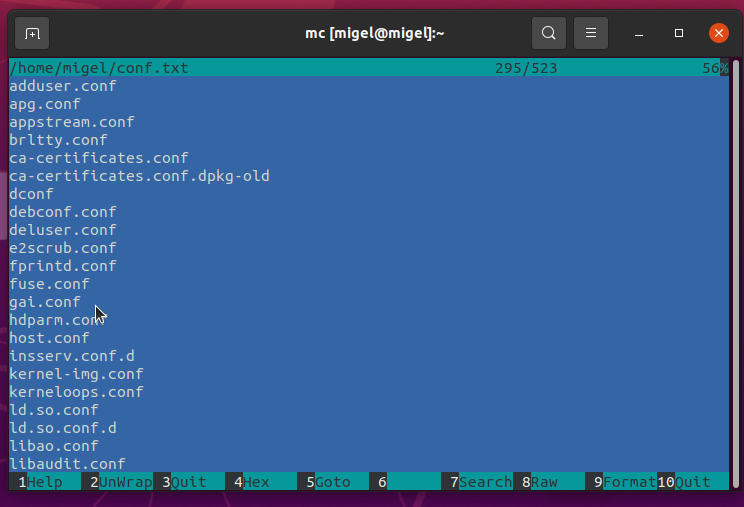 mc [migel@migel]:~
/home/migel/conf.txt 295/523 56%
adduser.conf
apg.conf
appstream.conf
brltty.conf
ca-certificates.conf
ca-certificates.conf.dpkg-old
dconf
debconf.conf
deluser.conf
e2scrub.conf
fprintd.conf
fuse.conf
gai.conf
hdparm.conf
host.conf
insserv.conf.d
kernel-img.conf
kerneloops.conf
ld.so.conf
ld.so.conf.d
libao.conf
libaudit.conf
1Help 2UnWrap 3Quit 4Hex 5Goto 6 7Search 8Raw 9Format 10Quit